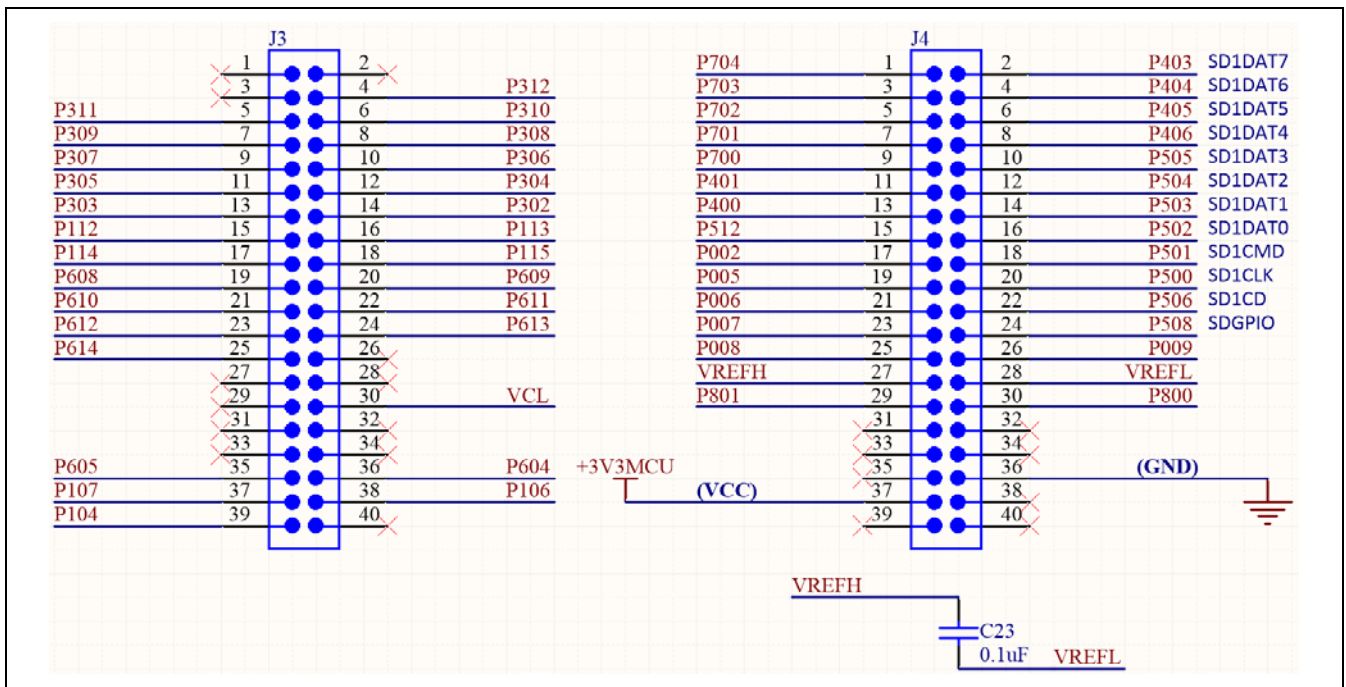 J3 J4
1 2 P704 1 2 P403 SD1DAT7
3 4 P312 P703 3 4 P404 SD1DAT6
P311 5 6 P310 P702 5 6 P405 SD1DAT5
P309 7 8 P308 P701 7 8 P406 SD1DAT4
P307 9 10 P306 P700 9 10 P505 SD1DAT3
P305 11 12 P304 P401 11 12 P504 SD1DAT2
P303 13 14 P302 P400 13 14 P503 SD1DAT1
P112 15 16 P113 P512 15 16 P502 SD1DAT0
P114 17 18 P115 P002 17 18 P501 SD1CMD
P608 19 20 P609 P005 19 20 P500 SD1CLK
P610 21 22 P611 P006 21 22 P506 SD1CD
P612 23 24 P613 P007 23 24 P508 SDGPIO
P614 25 26 P008 25 26 P009
27 28 VREFH 27 28 VREFL
29 30 VCL P801 29 30 P800
31 32 31 32
33 34 33 34
P605 35 36 P604 +3V3MCU 35 36 (GND)
P107 37 38 P106 (VCC) 37 38
P104 39 40 39 40
VREFH
C23
0.1uF VREFL